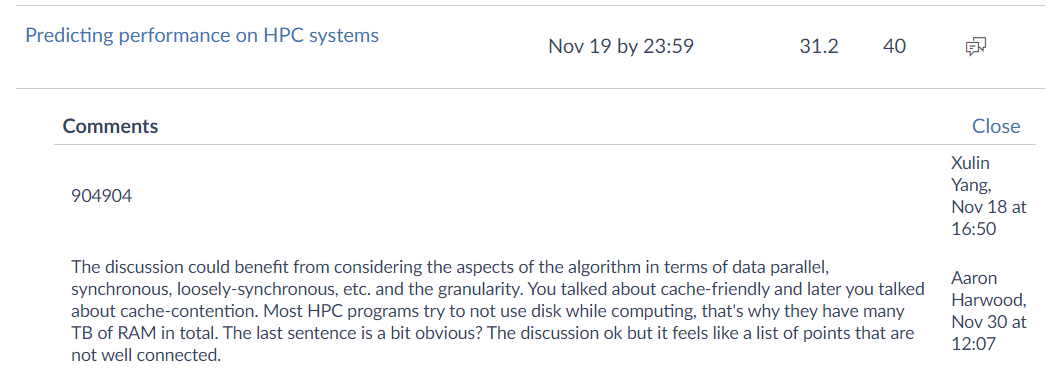 Predicting performance on HPC systems
Nov 19 by 23:59 31.2 40
Comments Close
904904
Xulin
Yang,
Nov 18 at
16:50
The discussion could benefit from considering the aspects of the algorithm in terms of data parallel,
synchronous, loosely-synchronous, etc. and the granularity. You talked about cache-friendly and later you talked
about cache-contention. Most HPC programs try to not use disk while computing, that's why they have many
TB of RAM in total. The last sentence is a bit obvious? The discussion ok but it feels like a list of points that are
not well connected.
Aaron
Harwood,
Nov 30 at
12:07